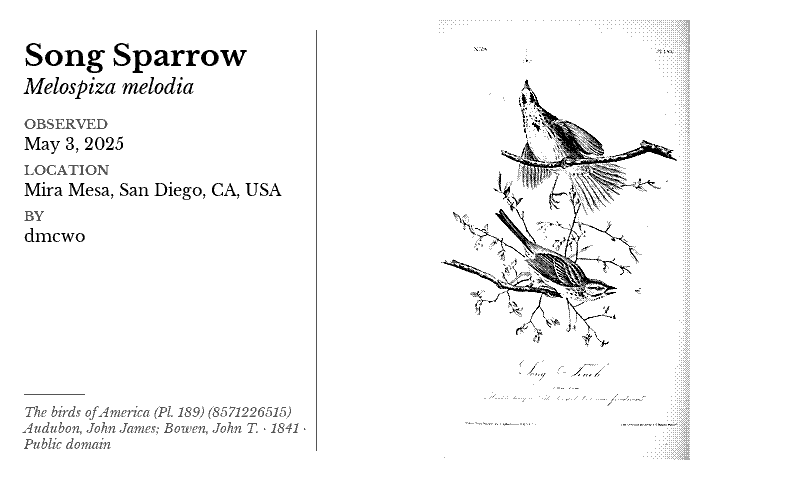 Song Sparrow
Melospiza melodia
OBSERVED
May 3, 2025
LOCATION
Mira Mesa, San Diego, CA, USA
BY
dmcwo
The birds of America (Pl. 189) (8571226515)
Audubon, John James; Bowen, John T. · 1841 ·
Public domain
Song Finch